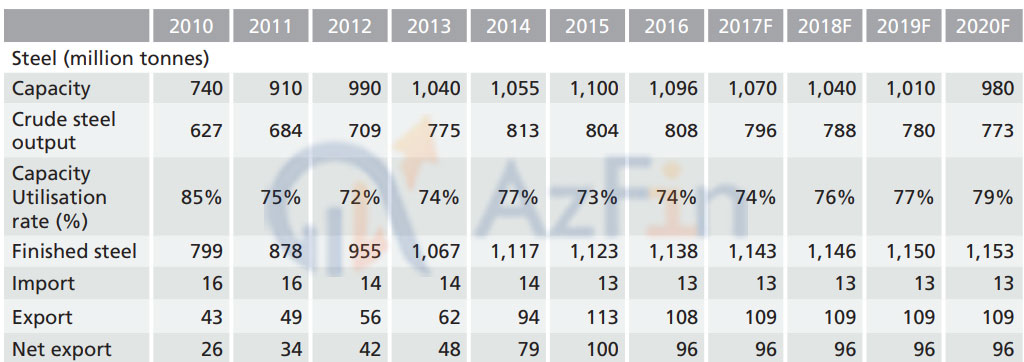 2010 2011 2012 2013 2014 2015 2016 2017F 2018F 2019F 2020F
Steel (million tonnes)
Capacity 740 910 990 1,040 1,055 1,100 1,096 1,070 1,040 1,010 980
Crude steel
output 627 684 709 775 813 804 808 796 788 780 773
Capacity
Utilisation
rate (%) 85% 75% 72% 74% 77% 73% 74% 74% 76% 77% 79%
Finished steel 799 878 955 1,067 1,117 1,123 1,138 1,143 1,146 1,150 1,153
Import 16 16 14 14 14 13 13 13 13 13 13
Export 43 49 56 62 94 113 108 109 109 109 109
Net export 26 34 42 48 79 100 96 96 96 96 96
AzFin